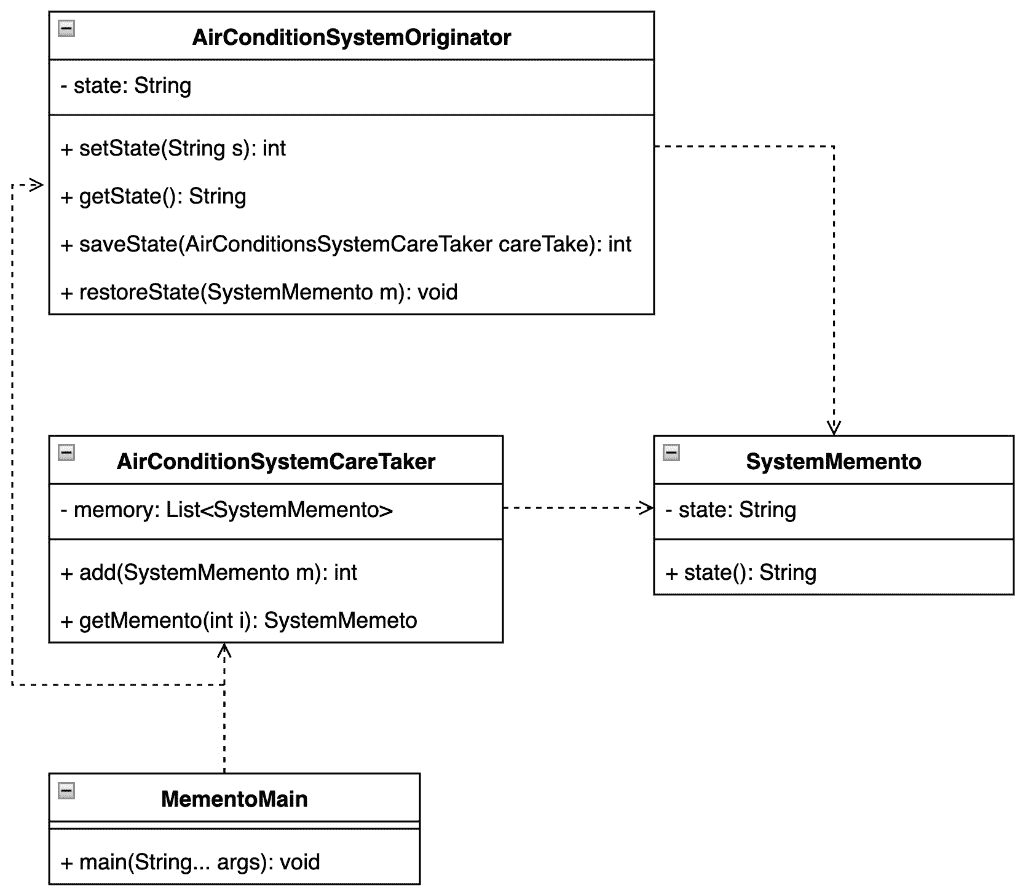 AirConditionSystemOriginator
- state: String
+ setState(String s): int
+ getState(): String
+ saveState(AirConditionsSystemCareTaker careTake): int
+ restoreState(SystemMemento m): void
AirConditionSystemCareTaker
- memory: List<SystemMemento>
+ add(SystemMemento m): int
+ getMemento(int i): SystemMemeto
SystemMemento
- state: String
+ state(): String
MementoMain
+ main(String... args): void